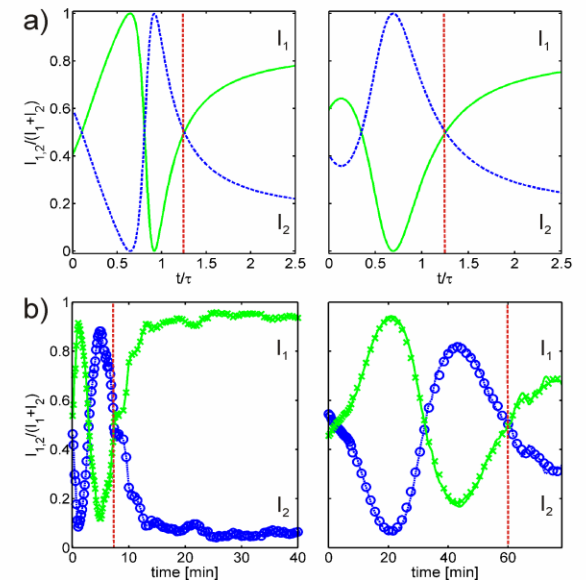 a)
I₁,₂/(I₁+I₂)
1
0.8
0.6
0.4
0.2
0
I₁
I₂
0 0.5 1 1.5 2 2.5
t/τ
I₁
I₂
0 0.5 1 1.5 2 2.5
t/τ
b)
I₁,₂/(I₁+I₂)
1
0.8
0.6
0.4
0.2
0
I₁
I₂
0 10 20 30 40
time [min]
I₁
I₂
0 20 40 60
time [min]